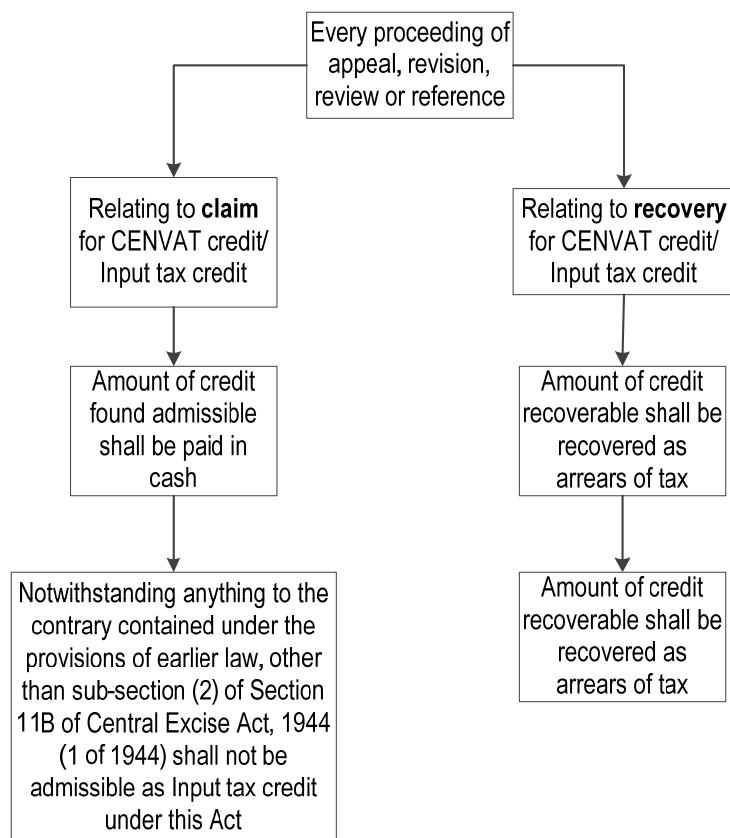 Every proceeding of
appeal, revision,
review or reference
Relating to claim
for CENVAT credit/
Input tax credit
Amount of credit
found admissible
shall be paid in
cash
Notwithstanding anything to the
contrary contained under the
provisions of earlier law, other
than sub-section (2) of Section
11B of Central Excise Act, 1944
(1 of 1944) shall not be
admissible as Input tax credit
under this Act
Relating to recovery
for CENVAT credit/
Input tax credit
Amount of credit
recoverable shall be
recovered as
arrears of tax
Amount of credit
recoverable shall be
recovered as
arrears of tax